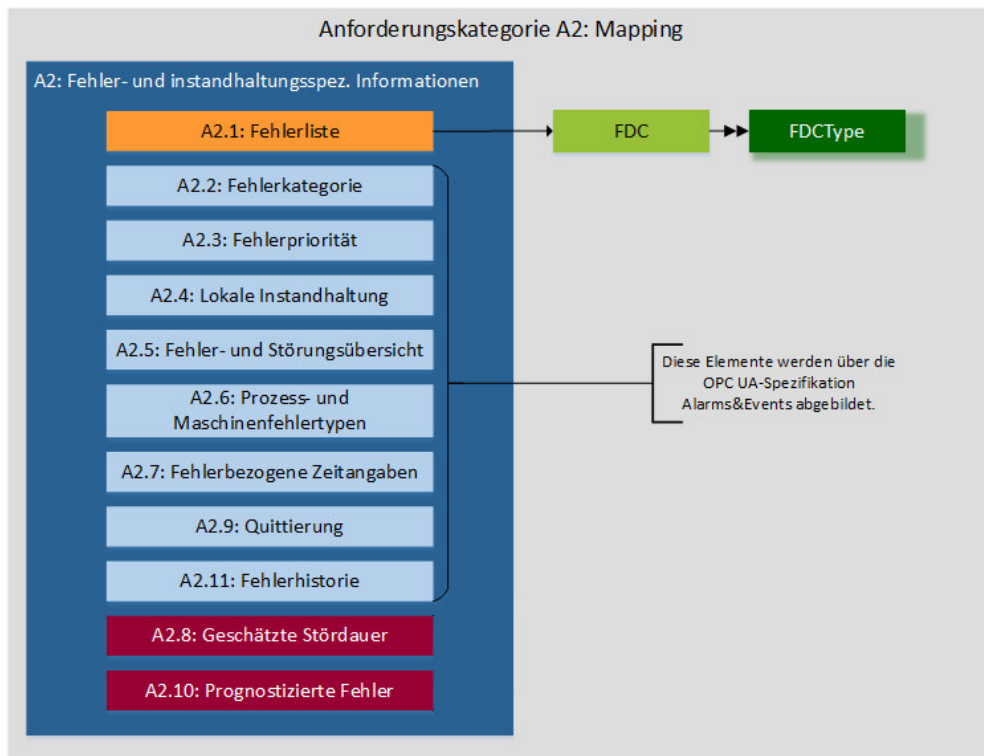 Anforderungskategorie A2: Mapping
A2: Fehler- und instandhaltungsspez. Informationen
A2.1: Fehlerliste
FDC
FDCType
A2.2: Fehlerkategorie
A2.3: Fehlerpriorität
A2.4: Lokale Instandhaltung
A2.5: Fehler- und Störungsübersicht
A2.6: Prozess- und
Maschinenfehlertypen
A2.7: Fehlerbezogene Zeitangaben
A2.9: Quittierung
A2.11: Fehlerhistorie
Diese Elemente werden über die
OPC UA-Spezifikation
Alarms&Events abgebildet.
A2.8: Geschätzte Stördauer
A2.10: Prognostizierte Fehler